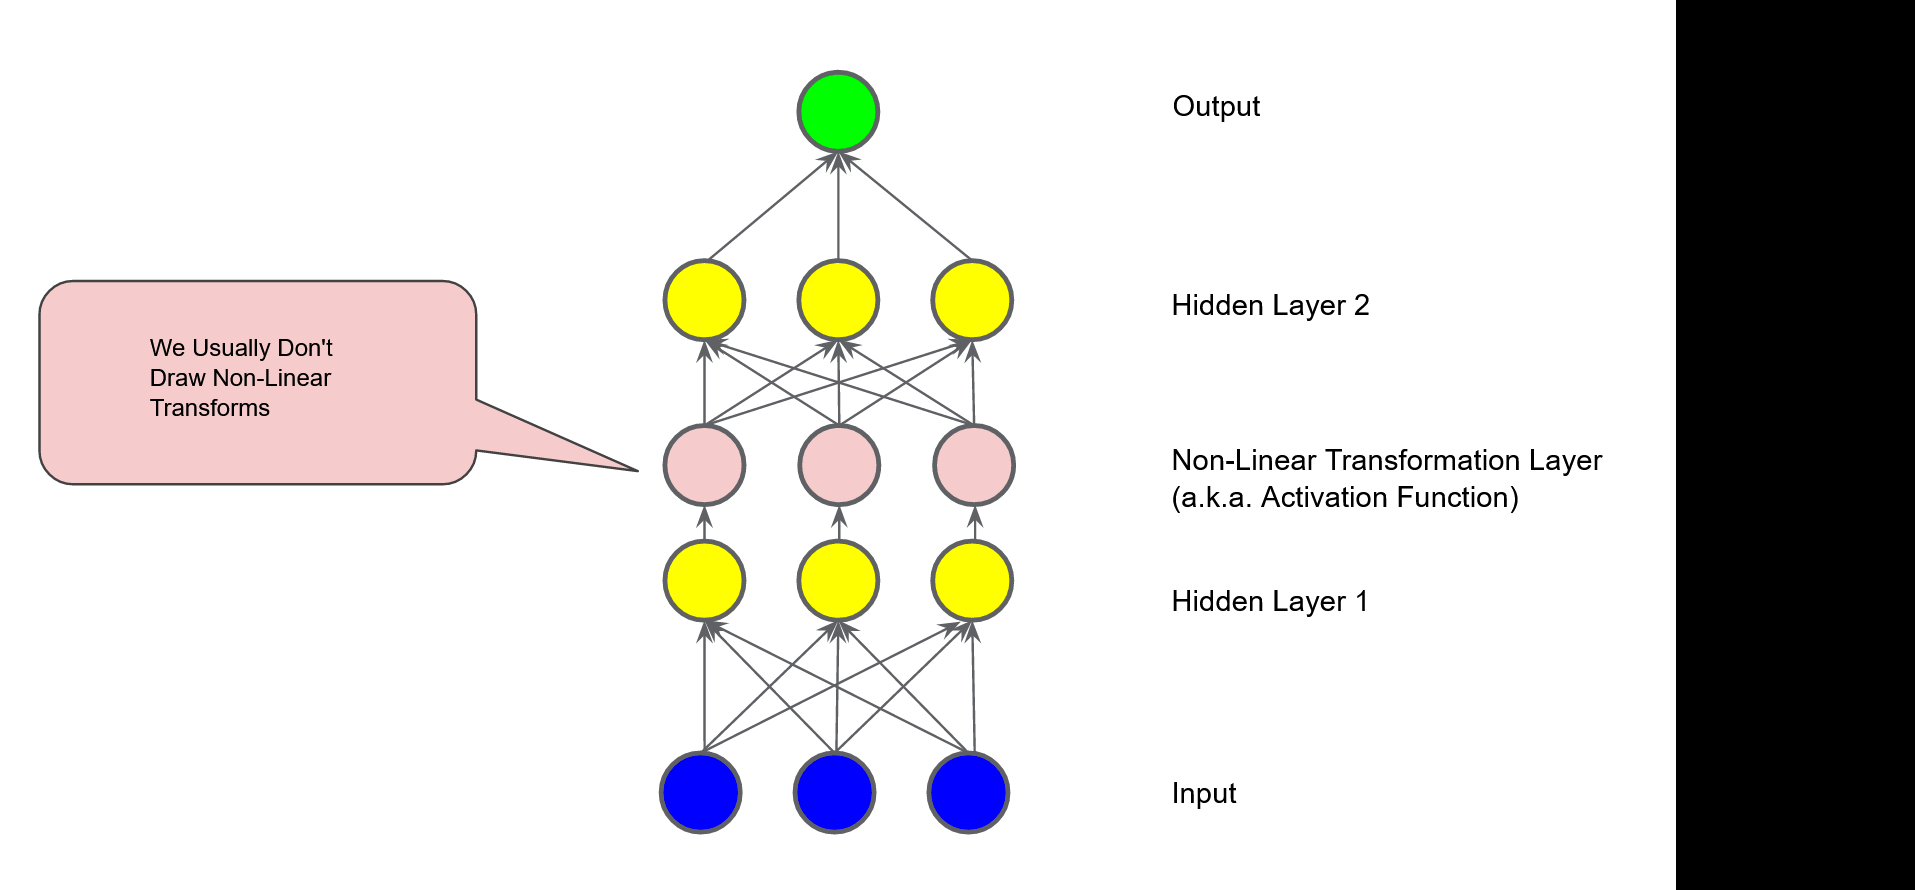 Output
Hidden Layer 2
We Usually Don't
Draw Non-Linear
Transforms
Non-Linear Transformation Layer
(a.k.a. Activation Function)
Hidden Layer 1
Input